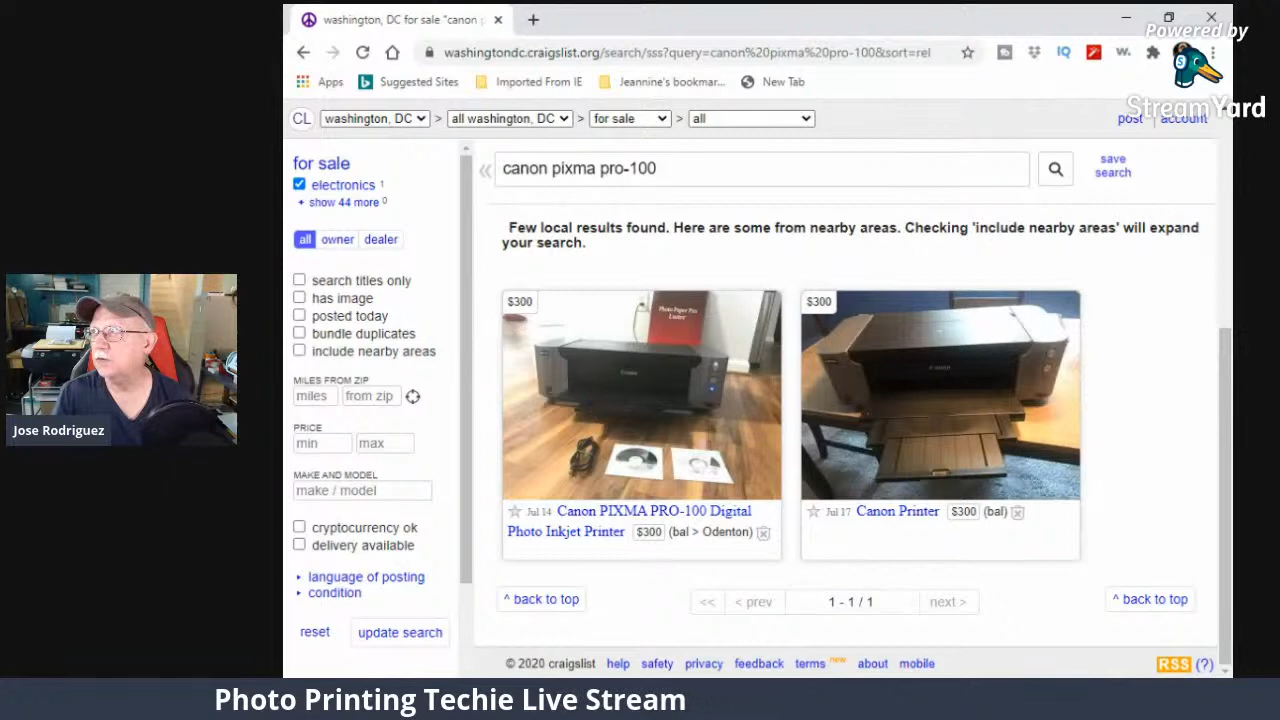 washington, DC for sale "canon p
Powered by
StreamYard
washingtondc.craigslist.org/search/sss?query=canon%20pixma%20pro-100&sort=rel
IQ
W.
Apps
Suggested Sites
Imported From IE
Jeannine's bookmar...
New Tab
CL
washington, DC
>
all washington, DC
>
for sale
>
all
post
account
for sale
electronics 1
+ show 44 more 0
all
owner
dealer
search titles only
has image
posted today
bundle duplicates
include nearby areas
MILES FROM ZIP
miles
from zip
PRICE
min
max
MAKE AND MODEL
make / model
cryptocurrency ok
delivery available
language of posting
condition
reset
update search
«
canon pixma pro-100
save
search
Few local results found. Here are some from nearby areas. Checking 'include nearby areas' will expand
your search.
$300
Photo Paper Pro
Luster
Canon
Jul 14 Canon PIXMA PRO-100 Digital
Photo Inkjet Printer $300 (bal > Odenton)
$300
Canon
Jul 17 Canon Printer $300 (bal)
^ back to top
<<
< prev
1 - 1 / 1
next >
^ back to top
© 2020 craigslist
help
safety
privacy
feedback
terms new
about
mobile
RSS (?)
Jose Rodriguez
Photo Printing Techie Live Stream